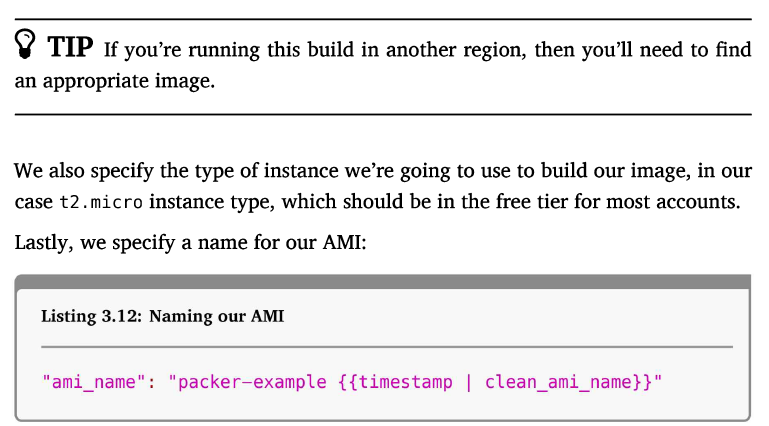 TIP If you’re running this build in another region, then you’ll need to find
an appropriate image.
We also specify the type of instance we’re going to use to build our image, in our
case t2.micro instance type, which should be in the free tier for most accounts.
Lastly, we specify a name for our AMI:
Listing 3.12: Naming our AMI
"ami_name": "packer-example {{timestamp | clean_ami_name}}"